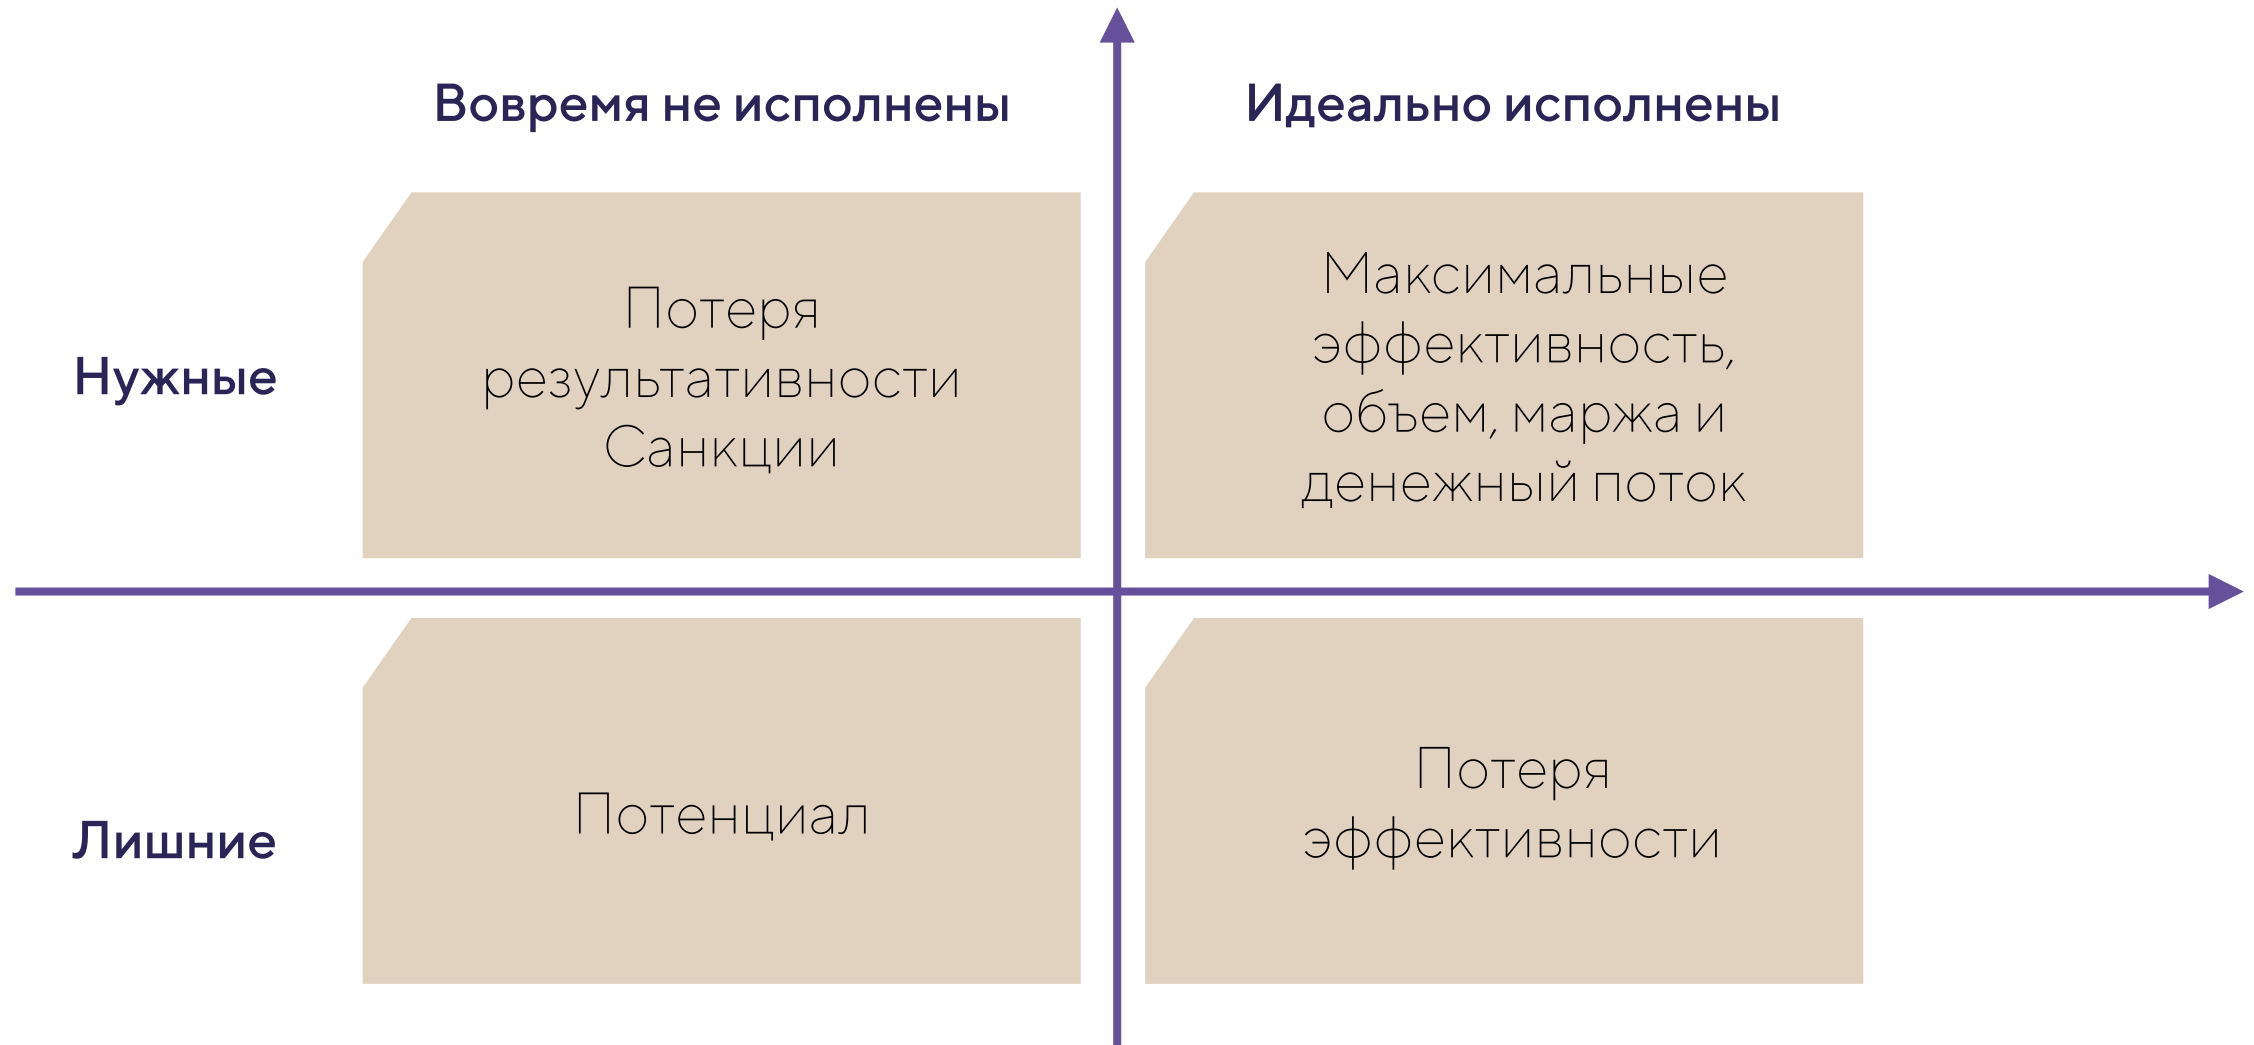 Вовремя не исполнены
Идеально исполнены
Нужные
Потеря
результативности
Санкции
Максимальные
эффективность,
объем, маржа и
денежный поток
Лишние
Потенциал
Потеря
эффективности